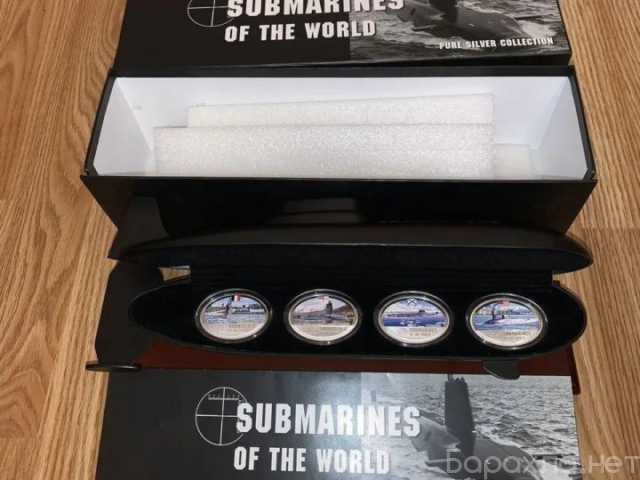 SUBMARINES
OF THE WORLD
PURE SILVER COLLECTION
SUBMARINES
OF THE WORLD
Барахла.нет